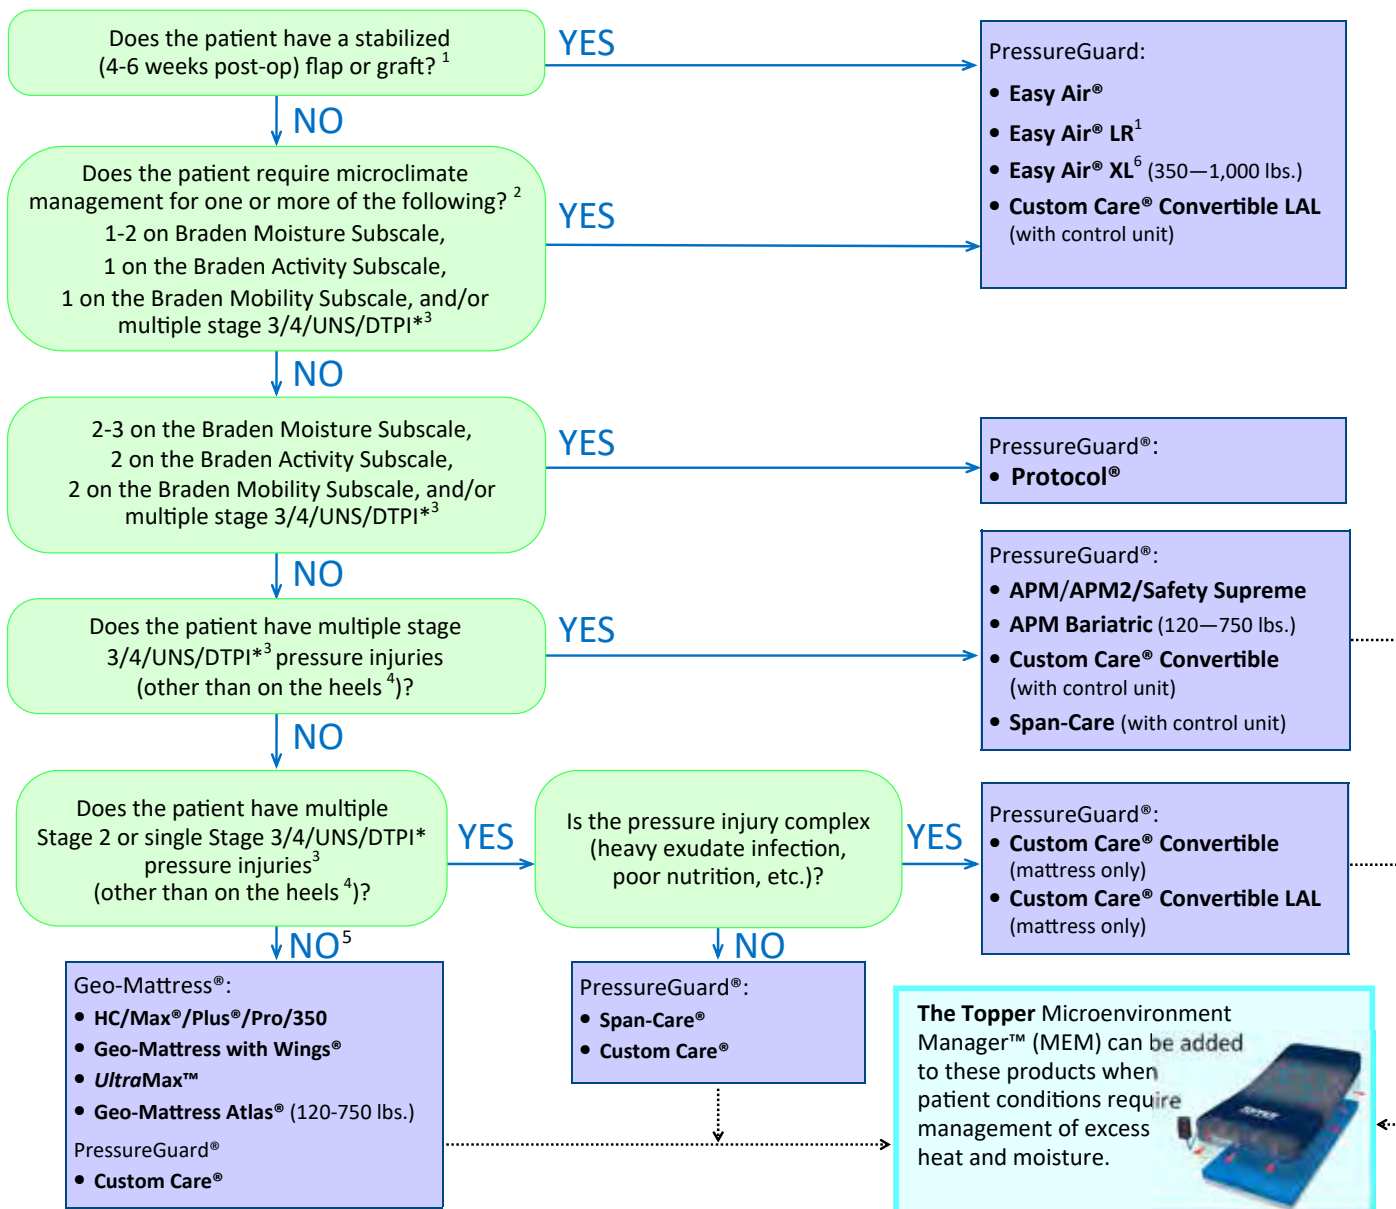 Does the patient have a stabilized
(4-6 weeks post-op) flap or graft? 1
YES
NO
PressureGuard:
• Easy Air®
• Easy Air® LR1
• Easy Air® XL6 (350—1,000 lbs.)
• Custom Care® Convertible LAL
(with control unit)
Does the patient require microclimate
management for one or more of the following? 2
1-2 on Braden Moisture Subscale,
1 on the Braden Activity Subscale,
1 on the Braden Mobility Subscale, and/or
multiple stage 3/4/UNS/DTPI*3
YES
NO
2-3 on the Braden Moisture Subscale,
2 on the Braden Activity Subscale,
2 on the Braden Mobility Subscale, and/or
multiple stage 3/4/UNS/DTPI*3
YES
NO
PressureGuard®:
• Protocol®
Does the patient have multiple stage
3/4/UNS/DTPI*3 pressure injuries
(other than on the heels 4)?
YES
NO
PressureGuard®:
• APM/APM2/Safety Supreme
• APM Bariatric (120—750 lbs.)
• Custom Care® Convertible
(with control unit)
• Span-Care (with control unit)
Does the patient have multiple
Stage 2 or single Stage 3/4/UNS/DTPI*
pressure injuries3
(other than on the heels 4)?
YES
NO5
Is the pressure injury complex
(heavy exudate infection,
poor nutrition, etc.)?
YES
NO
PressureGuard®:
• Custom Care® Convertible
(mattress only)
• Custom Care® Convertible LAL
(mattress only)
Geo-Mattress®:
• HC/Max®/Plus®/Pro/350
• Geo-Mattress with Wings®
• UltraMax™
• Geo-Mattress Atlas® (120-750 lbs.)
PressureGuard®
• Custom Care®
PressureGuard®:
• Span-Care®
• Custom Care®
The Topper Microenvironment
Manager™ (MEM) can be added
to these products when
patient conditions require
management of excess
heat and moisture.
TOPPER